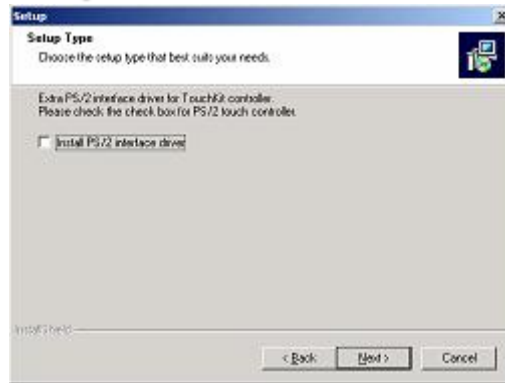 Setup
Setup Type
Choose the setup type that best suits your needs.
Extra PS/2 interface driver for TouchKit controller.
Please check the check box for PS/2 touch controller.
Install PS/2 interface driver
InstallShield
< Back
Next >
Cancel